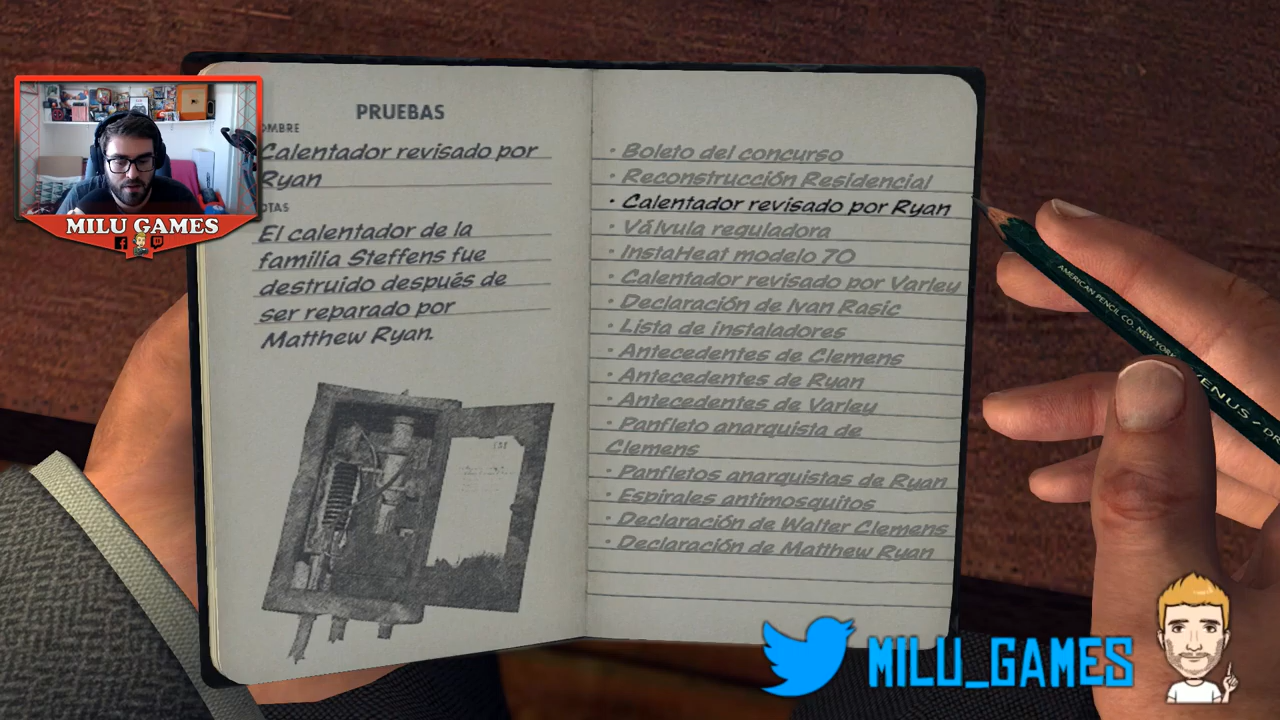 PRUEBAS
OMBRE
Calentador revisado por
Ryan
OTAS
El calentador de la
familia Steffens fue
destruido después de
ser reparado por
Matthew Ryan.
· Boleto del concurso
· Reconstrucción Residencial
· Calentador revisado por Ryan
· Válvula reguladora
· InstaHeat modelo 70
· Calentador revisado por Varley
· Declaración de Ivan Rasic
· Lista de instaladores
· Antecedentes de Clemens
· Antecedentes de Ryan
· Antecedentes de Varley
· Panfleto anarquista de
Clemens
· Panfletos anarquistas de Ryan
· Espirales antimosquitos
· Declaración de Walter Clemens
· Declaración de Matthew Ryan
MILU GAMES
AMERICAN PENCIL CO. NEW YORK
VENUS
MILU_GAMES